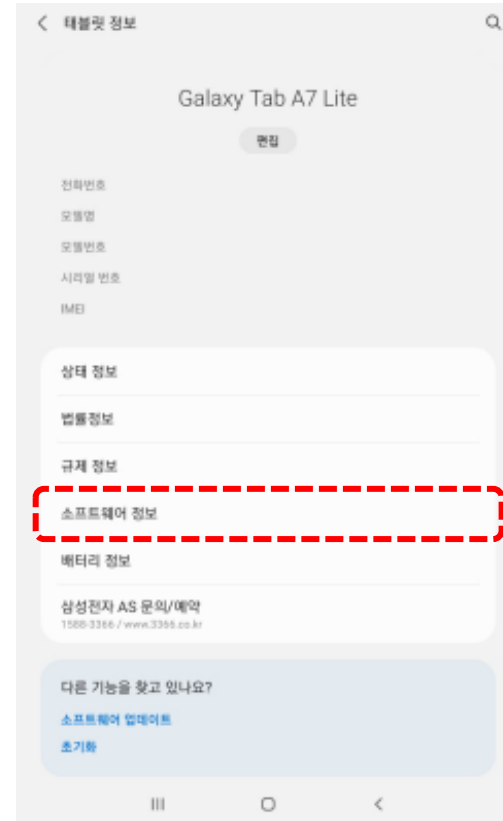 태블릿 정보
Galaxy Tab A7 Lite
편집
전화번호
모델명
모델번호
시리얼 번호
IMEI
상태 정보
법률정보
규제 정보
소프트웨어 정보
배터리 정보
삼성전자 AS 문의/예약
1588-3366 / www.3366.co.kr
다른 기능을 찾고 있나요?
소프트웨어 업데이트
초기화